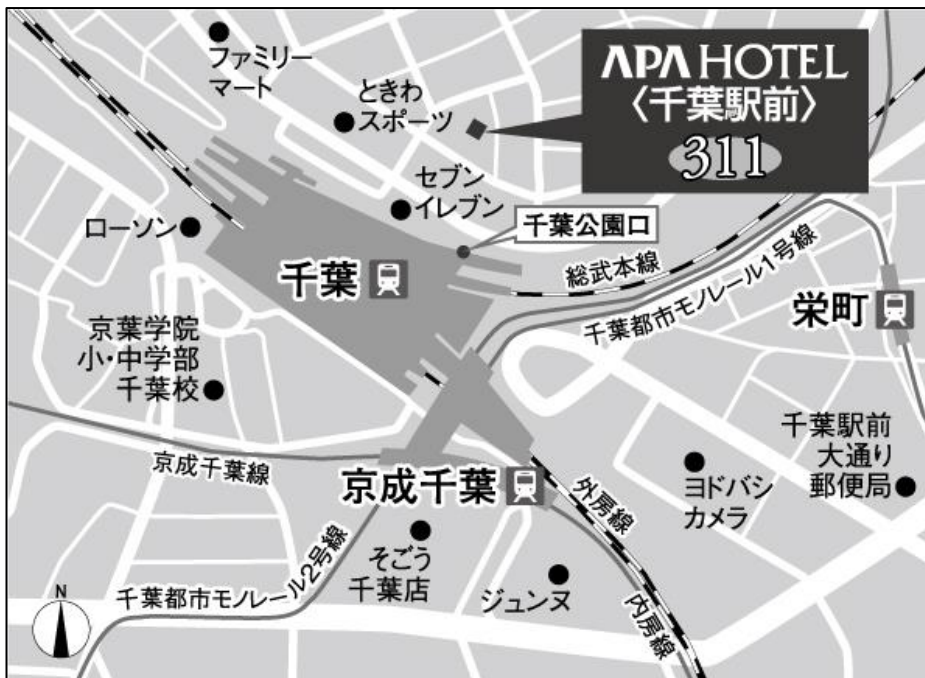 ファミリー
マート
ときわ
スポーツ
APA HOTEL
〈千葉駅前〉
311
セブン
イレブン
ローソン
千葉公園口
千葉
総武本線
千葉都市モノレール1号線
栄町
京葉学院
小・中学部
千葉校
京成千葉線
京成千葉
千葉駅前
大通り
郵便局
ヨドバシ
カメラ
外房線
そごう
千葉店
ジュンヌ
千葉都市モノレール2号線
内房線
N